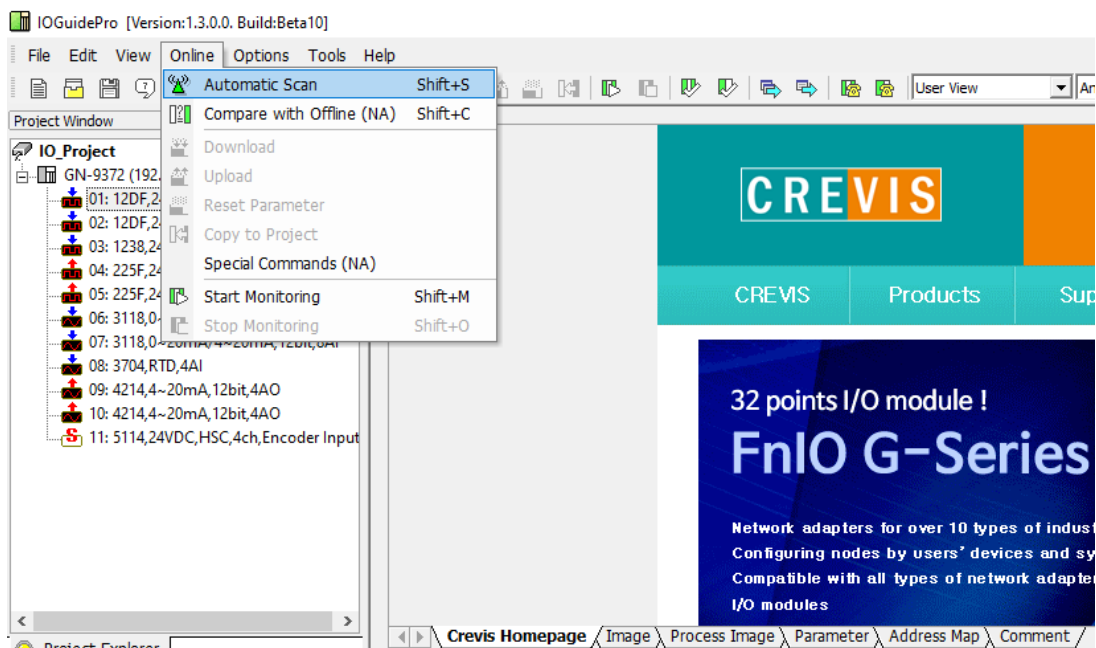 IOGuidePro [Version:1.3.0.0. Build:Beta10]
File Edit View Online Options Tools Help
User View
Project Window
Automatic Scan Shift+S
Compare with Offline (NA) Shift+C
Download
Upload
Reset Parameter
Copy to Project
Special Commands (NA)
Start Monitoring Shift+M
Stop Monitoring Shift+O
IO_Project
GN-9372 (192.
01: 12DF,2
02: 12DF,2
03: 1238,24
04: 225F,24
05: 225F,24
06: 3118,0~
07: 3118,0~20mA/4~20mA,12bit,8AI
08: 3704,RTD,4AI
09: 4214,4~20mA,12bit,4AO
10: 4214,4~20mA,12bit,4AO
11: 5114,24VDC,HSC,4ch,Encoder Input
CREVIS
CREVIS Products Sup
32 points I/O module !
FnIO G-Series
Network adapters for over 10 types of indust
Configuring nodes by users' devices and sy
Compatible with all types of network adapte
I/O modules
Project Explorer
Crevis Homepage Image Process Image Parameter Address Map Comment